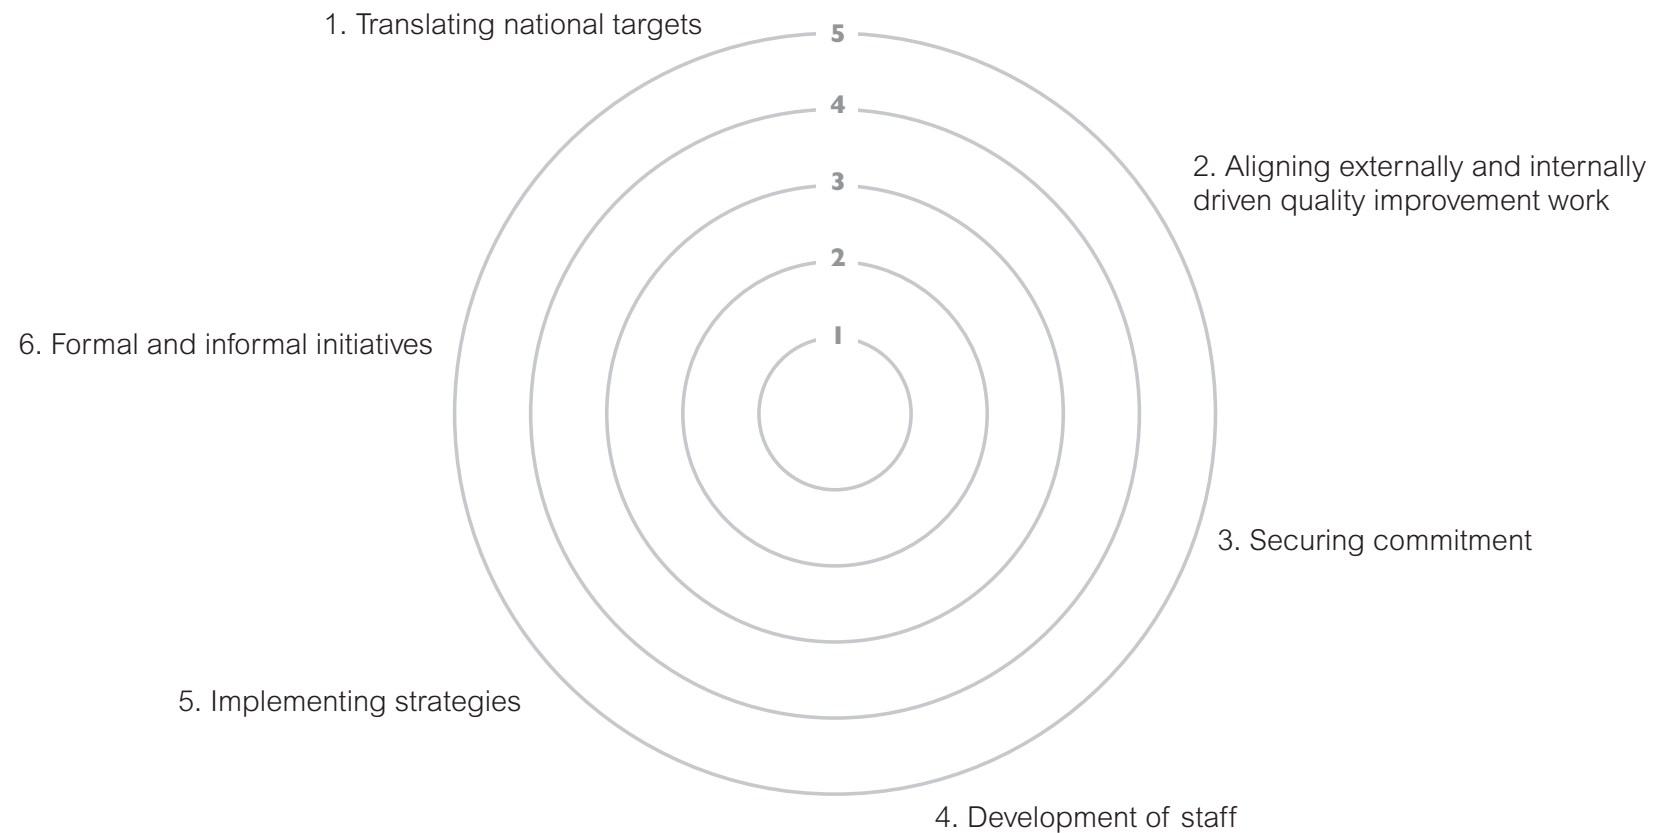 1. Translating national targets
5
4
2. Aligning externally and internally
driven quality improvement work
3
2
1
6. Formal and informal initiatives
3. Securing commitment
5. Implementing strategies
4. Development of staff